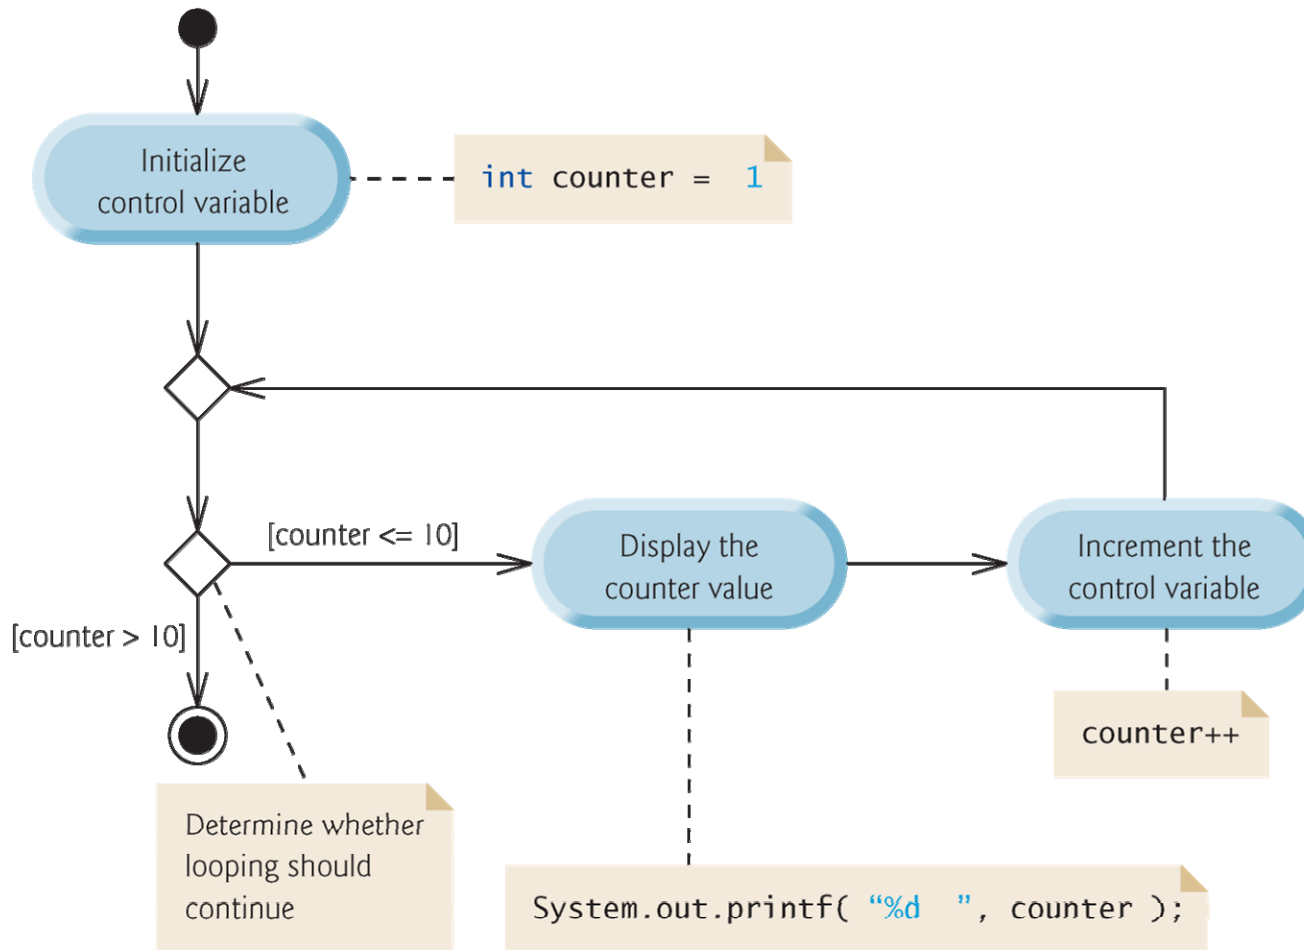 Initialize
control variable
int counter =  1
[counter <= 10]
Display the
counter value
Increment the
control variable
[counter > 10]
counter++
Determine whether
looping should
continue
System.out.printf( “%d  ”, counter );